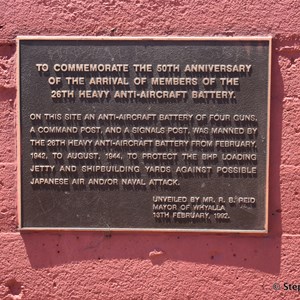 TO COMMEMORATE THE 50TH ANNIVERSARY
OF THE ARRIVAL OF MEMBERS OF THE
26TH HEAVY ANTI-AIRCRAFT BATTERY.
ON THIS SITE AN ANTI-AIRCRAFT BATTERY OF FOUR GUNS,
A COMMAND POST, AND A SIGNALS POST, WAS MANNED BY
THE 26TH HEAVY ANTI-AIRCRAFT BATTERY FROM FEBRUARY,
1942, TO AUGUST, 1944, TO PROTECT THE BHP LOADING
JETTY AND SHIPBUILDING YARDS AGAINST POSSIBLE
JAPANESE AIR AND/OR NAVAL ATTACK.
UNVEILED BY MR. R. B. REID
MAYOR OF WHYALLA
13TH FEBRUARY, 1992.
© Step